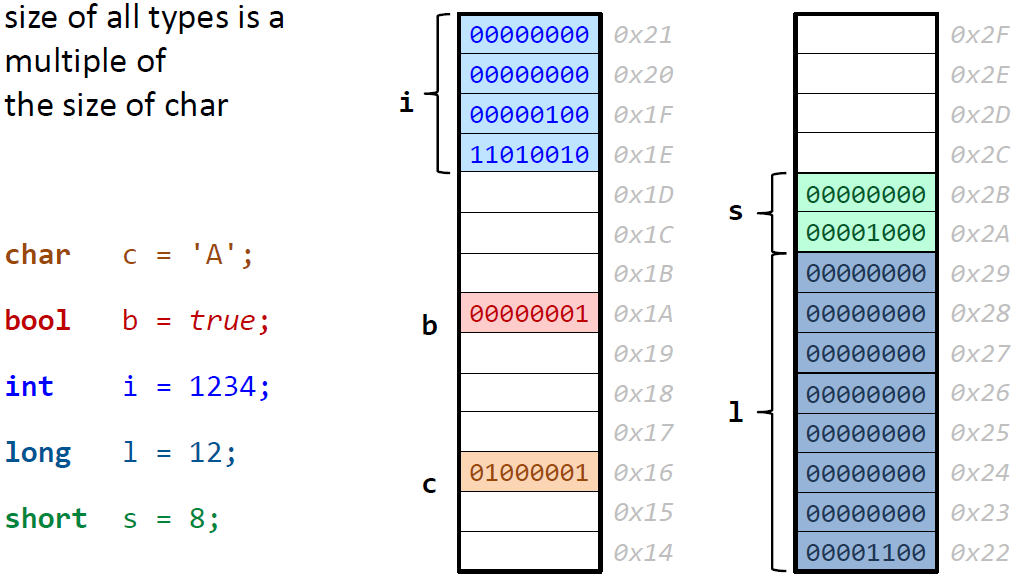 size of all types is a
multiple of
the size of char
char c = 'A';
bool b = true;
int i = 1234;
long l = 12;
short s = 8;
i
00000000 0x21
00000000 0x20
00000100 0x1F
11010010 0x1E
0x1D
0x1C
0x1B
b 00000001 0x1A
0x19
0x18
0x17
c 01000001 0x16
0x15
0x14
0x2F
0x2E
0x2D
0x2C
s
00000000 0x2B
00001000 0x2A
l
00000000 0x29
00000000 0x28
00000000 0x27
00000000 0x26
00000000 0x25
00000000 0x24
00000000 0x23
00001100 0x22